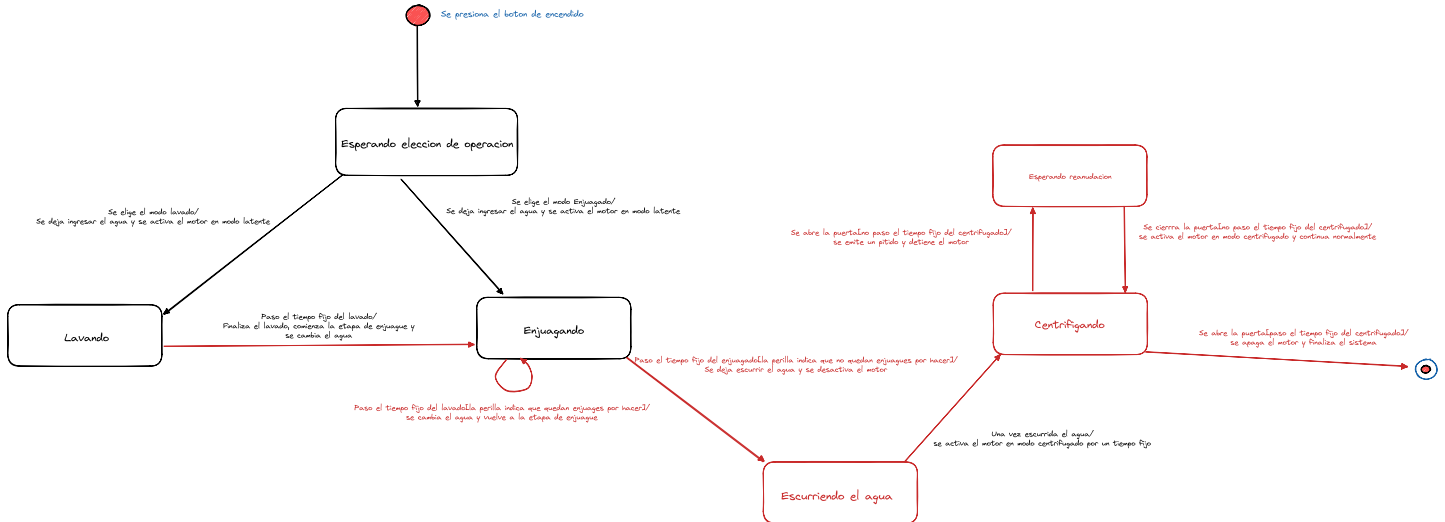 Se presiona el boton de encendido
Esperando eleccion de operacion
Se elige el modo lavado/
Se deja ingresar el agua y se activa el motor en modo latente
Se elige el modo Enjuagado/
Se deja ingresar el agua y se activa el motor en modo latente
Esperando reanudacion
Se abre la puerta[no paso el tiempo fijo del centrifugado]/
se emite un pitido y detiene el motor
Se cierrra la puerta[no paso el tiempo fijo del centrifugado]/
se activa el motor en modo centrifugado y continua normalmente
Lavando
Paso el tiempo fijo del lavado/
Finaliza el lavado, comienza la etapa de enjuague y
se cambia el agua
Enjuagando
Centrifigando
Se abre la puerta[paso el tiempo fijo del centrifugado]/
se apaga el motor y finaliza el sistema
Paso el tiempo fijo del enjuagado[la perilla indica que no quedan enjuagues por hacer]/
Se deja escurrir el agua y se desactiva el motor
Paso el tiempo fijo del lavado[la perilla indica que quedan enjuages por hacer]/
se cambia el agua y vuelve a la etapa de enjuague
Una vez escurrida el agua/
se activa el motor en modo centrifugado por un tiempo fijo
Escurriendo el agua